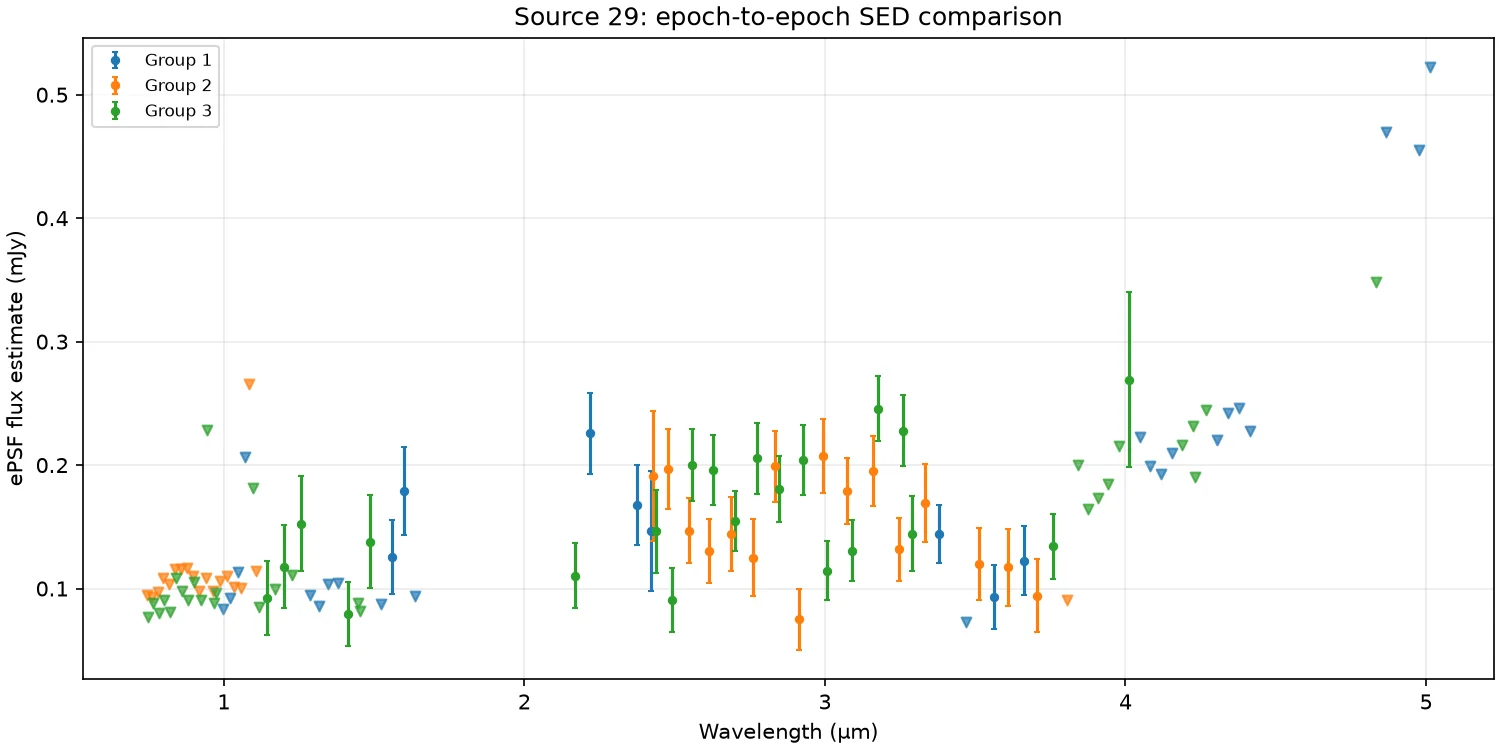 Source 29: epoch-to-epoch SED comparison
Group 1
Group 2
Group 3
ePSF flux estimate (mJy)
0.5
0.4
0.3
0.2
0.1
1 2 3 4 5
Wavelength (μm)